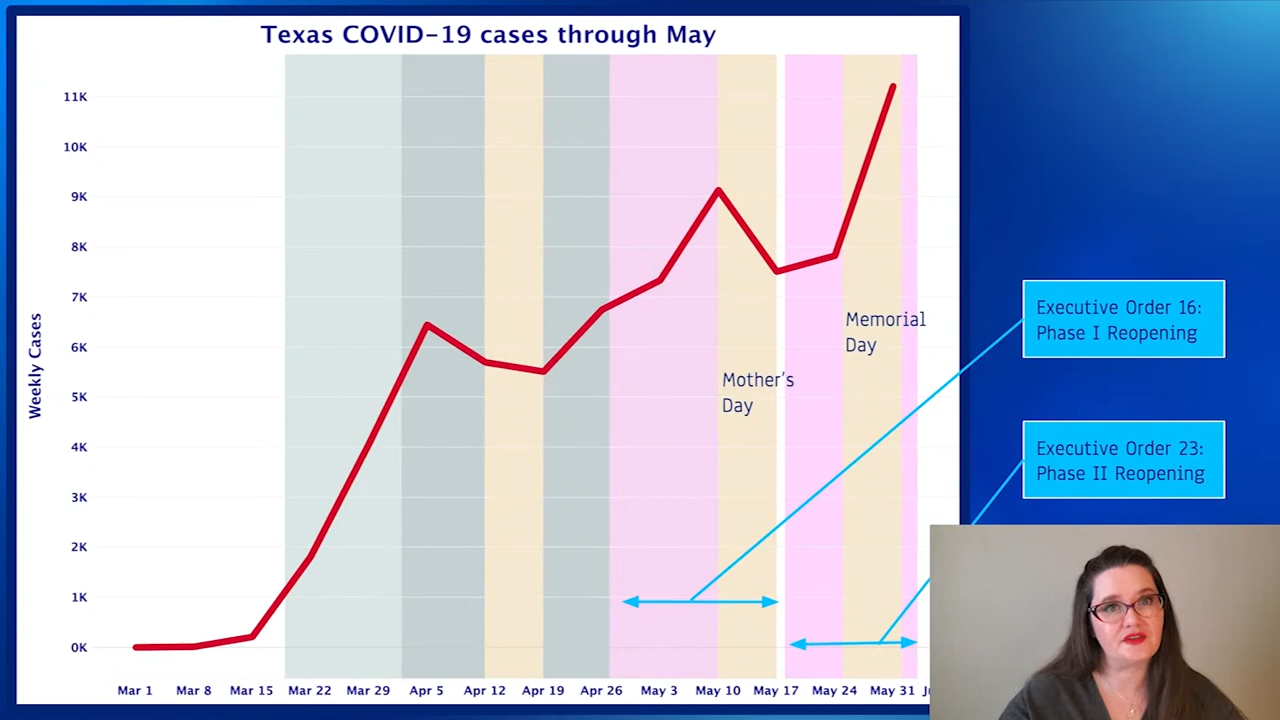 Texas COVID-19 cases through May
11K
10K
9K
8K
7K
6K
5K
4K
3K
2K
1K
0K
Weekly Cases
Memorial
Day
Mother's
Day
Executive Order 16:
Phase I Reopening
Executive Order 23:
Phase II Reopening
Mar 1 Mar 8 Mar 15 Mar 22 Mar 29 Apr 5 Apr 12 Apr 19 Apr 26 May 3 May 10 May 17 May 24 May 31